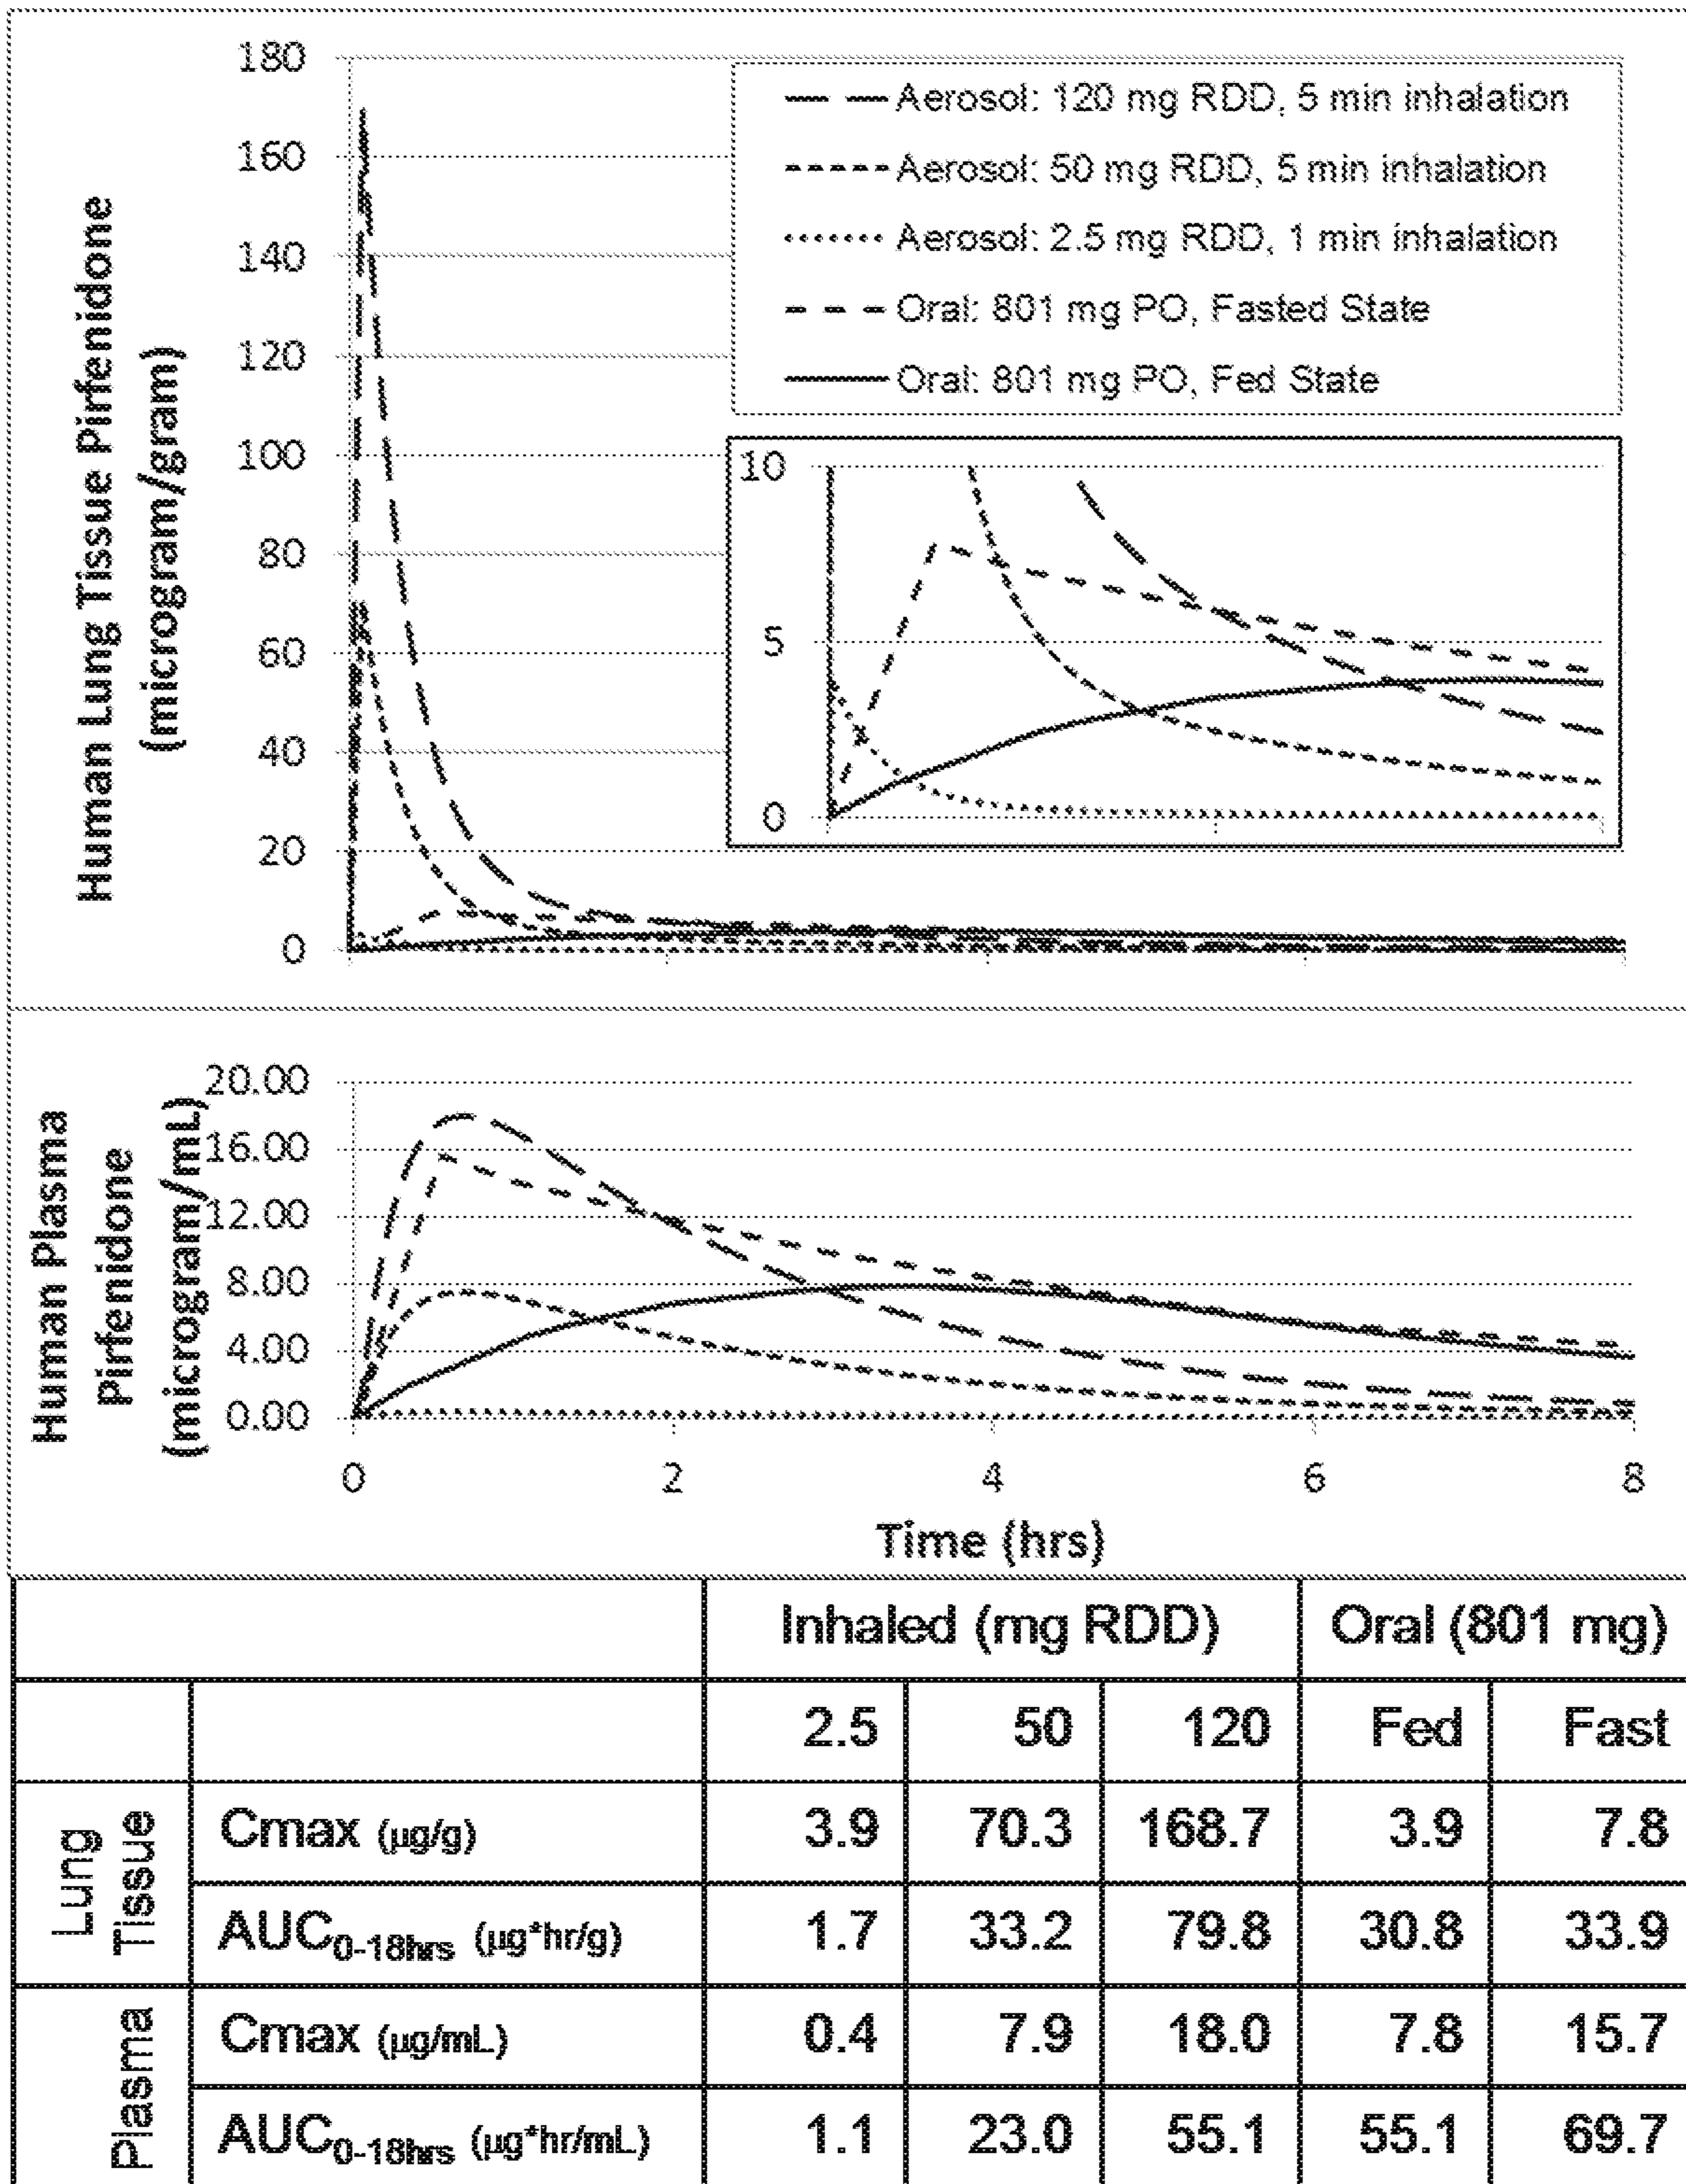 Human Lung Tissue Pirfenidone
(microgram/gram)
180
160
140
120
100
80
60
40
20
0
Aerosol: 120 mg RDD, 5 min inhalation
Aerosol: 50 mg RDD, 5 min inhalation
Aerosol: 2.5 mg RDD, 1 min inhalation
Oral: 801 mg PO, Fasted State
Oral: 801 mg PO, Fed State
10
5
0
Human Plasma
Pirfenidone
(microgram/mL)
20.00
16.00
12.00
8.00
4.00
0.00
0 2 4 6 8
Time (hrs)
Inhaled (mg RDD) Oral (801 mg)
2.5 50 120 Fed Fast
Lung
Tissue
Cmax (µg/g) 3.9 70.3 168.7 3.9 7.8
AUC0-18hrs (µg*hr/g) 1.7 33.2 79.8 30.8 33.9
Plasma
Cmax (µg/mL) 0.4 7.9 18.0 7.8 15.7
AUC0-18hrs (µg*hr/mL) 1.1 23.0 55.1 55.1 69.7